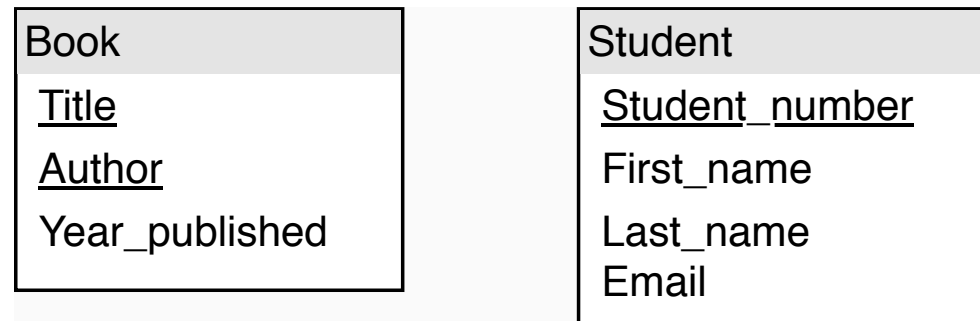 Book
Title
Author
Year_published
Student
Student_number
First_name
Last_name
Email